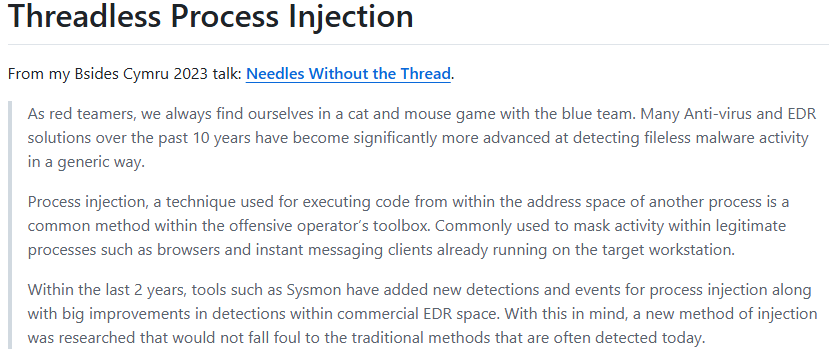 Threadless Process Injection
From my Bsides Cymru 2023 talk: Needles Without the Thread.
As red teamers, we always find ourselves in a cat and mouse game with the blue team. Many Anti-virus and EDR
solutions over the past 10 years have become significantly more advanced at detecting fileless malware activity
in a generic way.
Process injection, a technique used for executing code from within the address space of another process is a
common method within the offensive operator's toolbox. Commonly used to mask activity within legitimate
processes such as browsers and instant messaging clients already running on the target workstation.
Within the last 2 years, tools such as Sysmon have added new detections and events for process injection along
with big improvements in detections within commercial EDR space. With this in mind, a new method of injection
was researched that would not fall foul to the traditional methods that are often detected today.